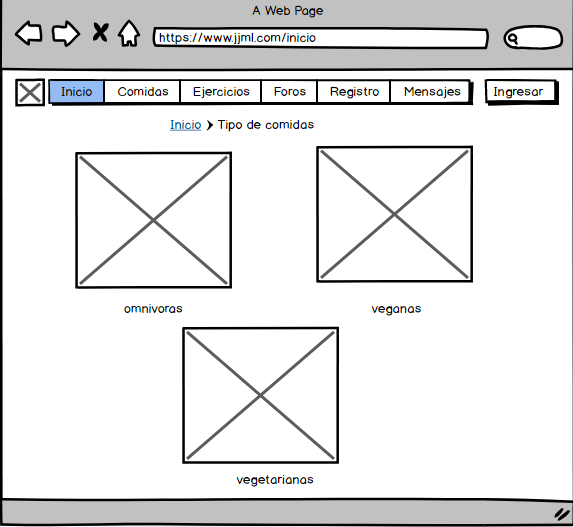 A Web Page
https://www.jjml.com/inicio
Inicio Comidas Ejercicios Foros Registro Mensajes Ingresar
Inicio > Tipo de comidas
omnivoras veganas
vegetarianas